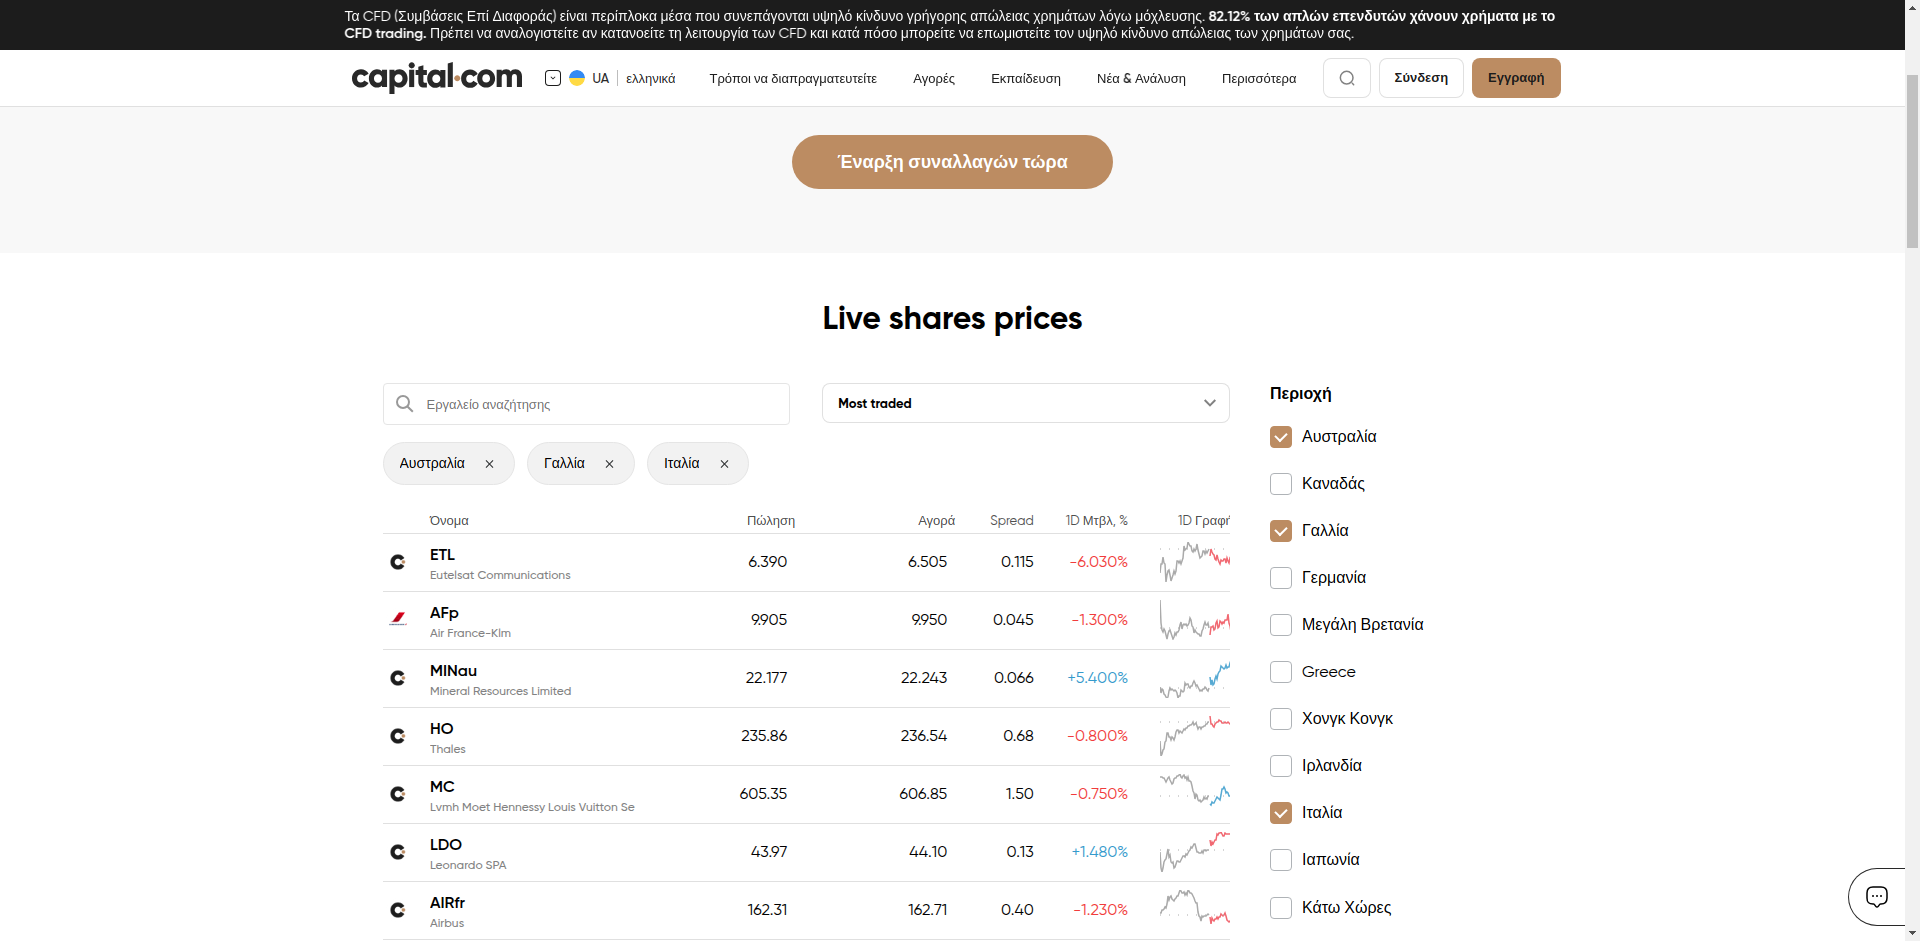 Τα CFD (Συμβάσεις Επί Διαφοράς) είναι περίπλοκα μέσα που συνεπάγονται υψηλό κίνδυνο γρήγορης απώλειας χρημάτων λόγω μόχλευσης. 82.12% των απλών επενδυτών χάνουν χρήματα με το
CFD trading. Πρέπει να αναλογιστείτε αν κατανοείτε τη λειτουργία των CFD και κατά πόσο μπορείτε να επωμιστείτε τον υψηλό κίνδυνο απώλειας των χρημάτων σας.
capital.com UA ελληνικά Τρόποι να διαπραγματευτείτε Αγορές Εκπαίδευση Νέα & Ανάλυση Περισσότερα Σύνδεση Εγγραφή
Έναρξη συναλλαγών τώρα
Live shares prices
Εργαλείο αναζήτησης
Most traded
Αυστραλία Γαλλία Ιταλία
Όνομα Πώληση Αγορά Spread 1D Μτβλ, % 1D Γραφή
ETL 6.390 6.505 0.115 -6.030%
Eutelsat Communications
AFp 9.905 9.950 0.045 -1.300%
Air France-Klm
MINau 22.177 22.243 0.066 +5.400%
Mineral Resources Limited
HO 235.86 236.54 0.68 -0.800%
Thales
MC 605.35 606.85 1.50 -0.750%
Lvmh Moet Hennessy Louis Vuitton Se
LDO 43.97 44.10 0.13 +1.480%
Leonardo SPA
AIRfr 162.31 162.71 0.40 -1.230%
Airbus
Περιοχή
Αυστραλία
Καναδάς
Γαλλία
Γερμανία
Μεγάλη Βρετανία
Greece
Χονγκ Κονγκ
Ιρλανδία
Ιταλία
Ιαπωνία
Κάτω Χώρες